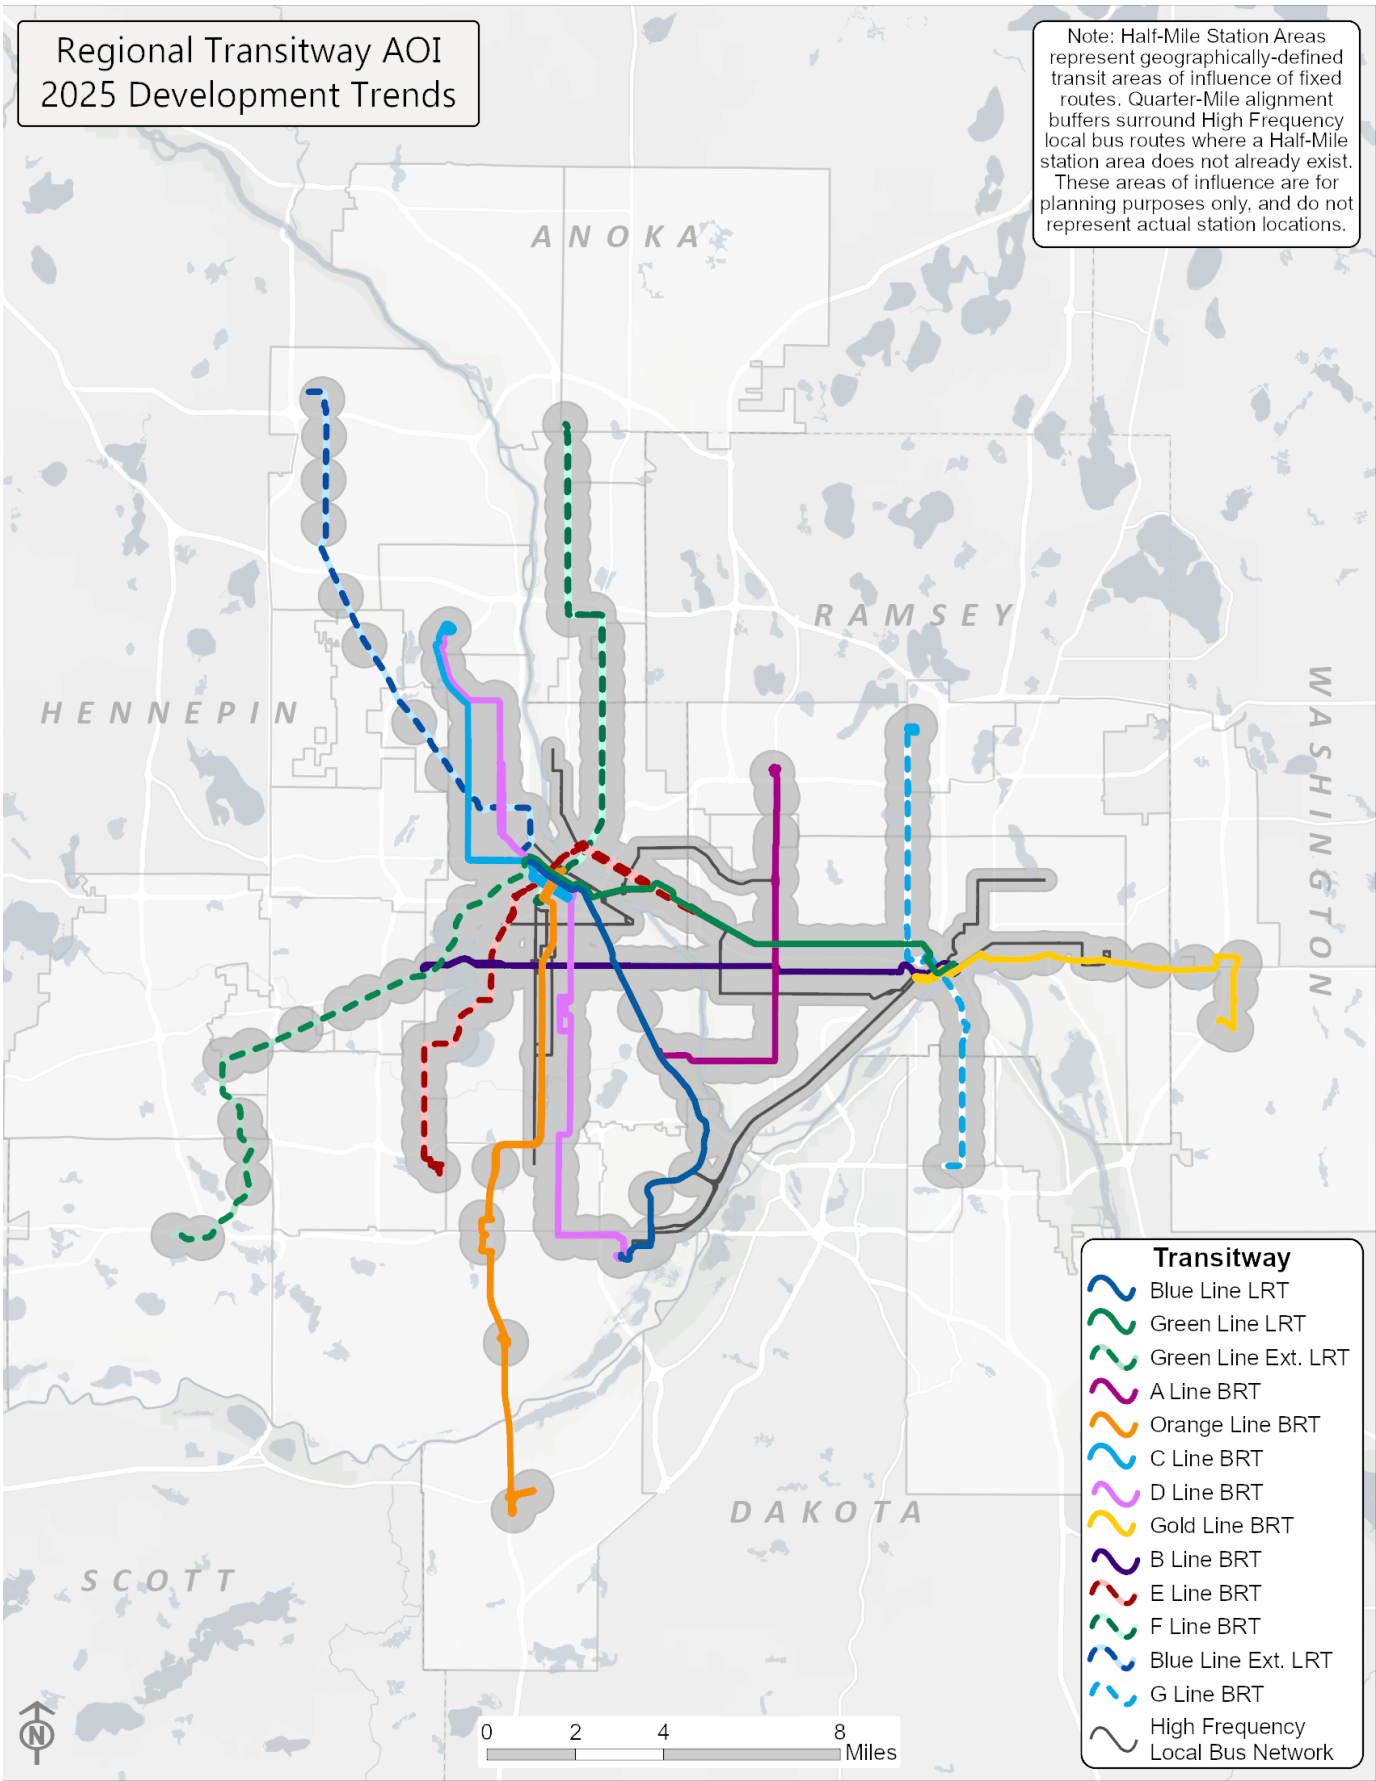 Regional Transitway AOI
2025 Development Trends
Note: Half-Mile Station Areas
represent geographically-defined
transit areas of influence of fixed
routes. Quarter-Mile alignment
buffers surround High Frequency
local bus routes where a Half-Mile
station area does not already exist.
These areas of influence are for
planning purposes only, and do not
represent actual station locations.
ANOKA
RAMSEY
HENNEPIN
WASHINGTON
DAKOTA
SCOTT
Transitway
Blue Line LRT
Green Line LRT
Green Line Ext. LRT
A Line BRT
Orange Line BRT
C Line BRT
D Line BRT
Gold Line BRT
B Line BRT
E Line BRT
F Line BRT
Blue Line Ext. LRT
G Line BRT
High Frequency
Local Bus Network
N
0 2 4 8
Miles